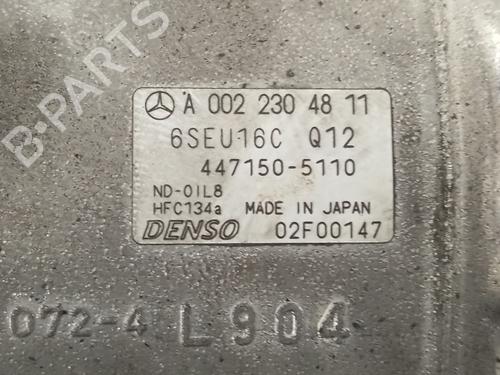 A 002 230 48 11
6SEU16C Q12
447150-5110
ND-OIL8
HFC134a MADE IN JAPAN
DENSO 02F00147
072-4 L904
B-Parts